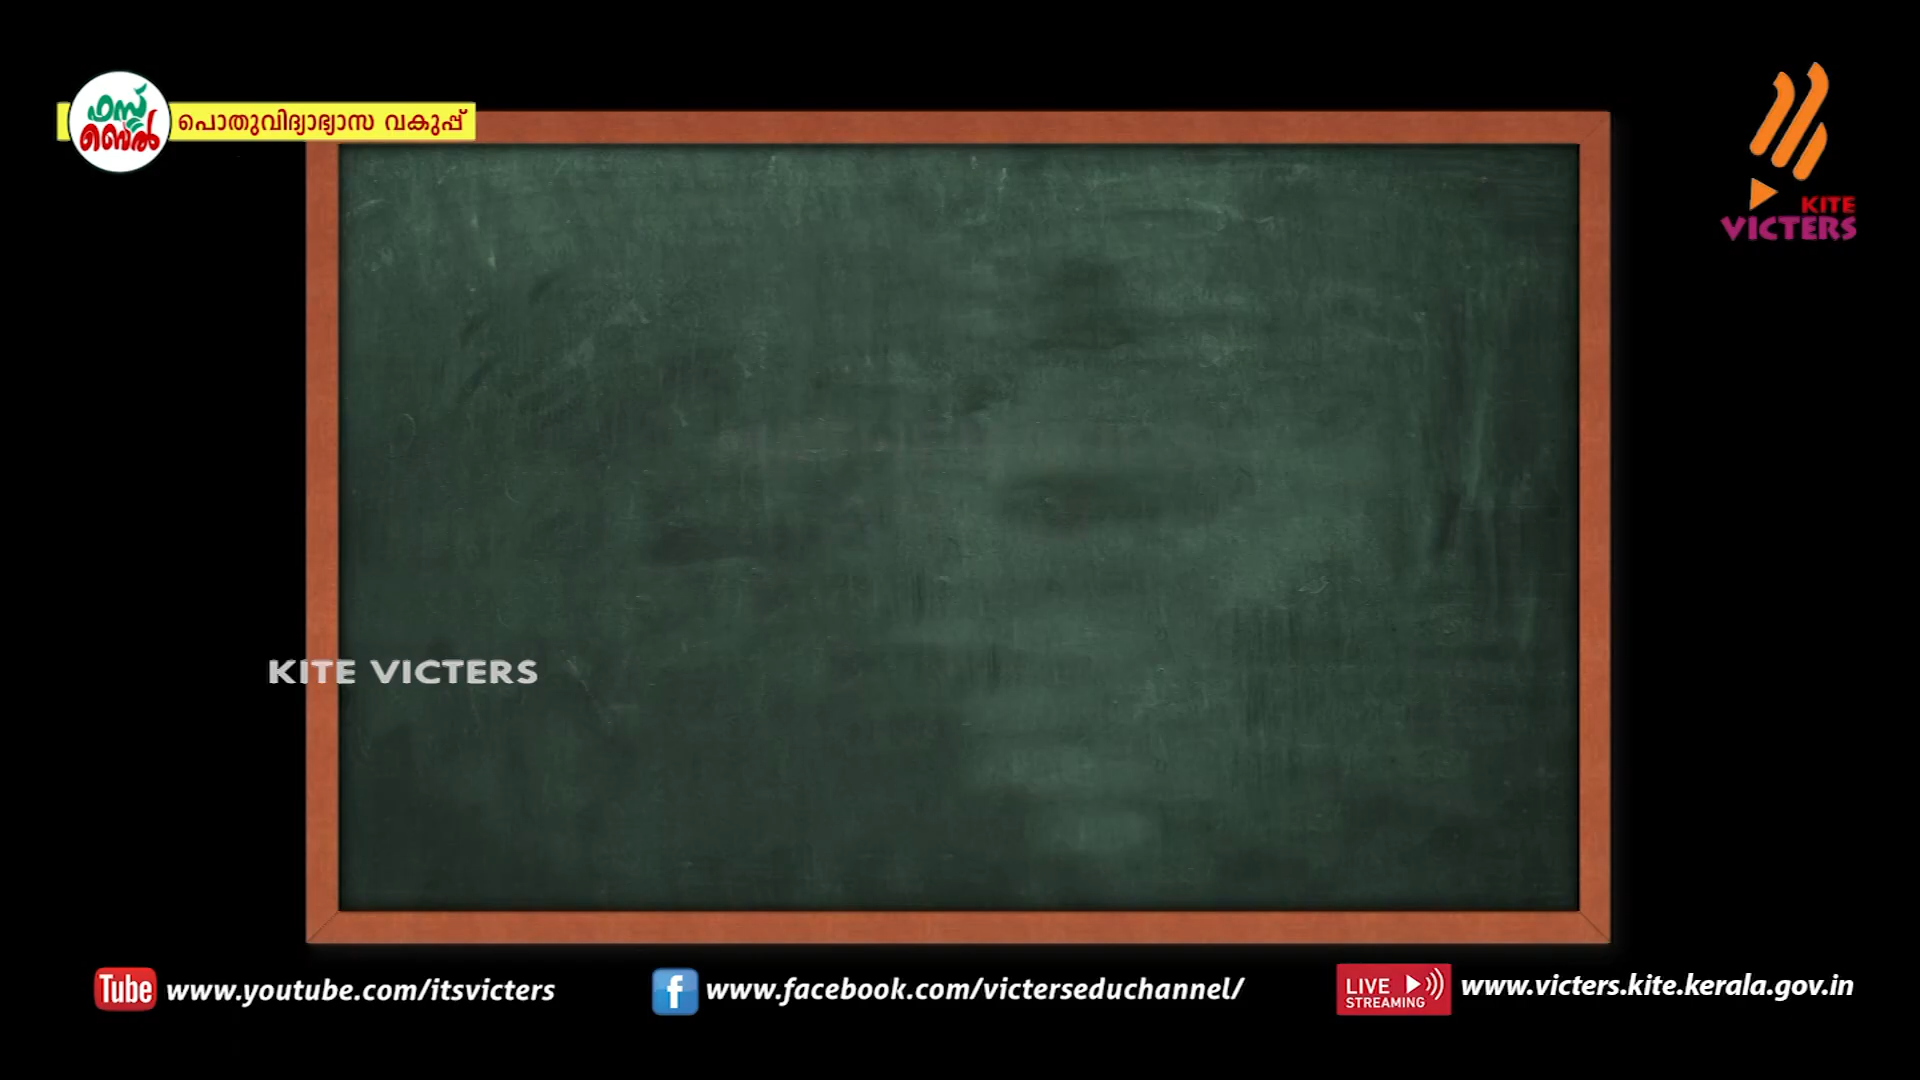 ഫസ്റ്റ്
ബെൽ
പൊതുവിദ്യാഭ്യാസ വകുപ്പ്
KITE
VICTERS
KITE VICTERS
Tube www.youtube.com/itsvicters
f www.facebook.com/victerseduchannel/
LIVE
STREAMING
www.victers.kite.kerala.gov.in